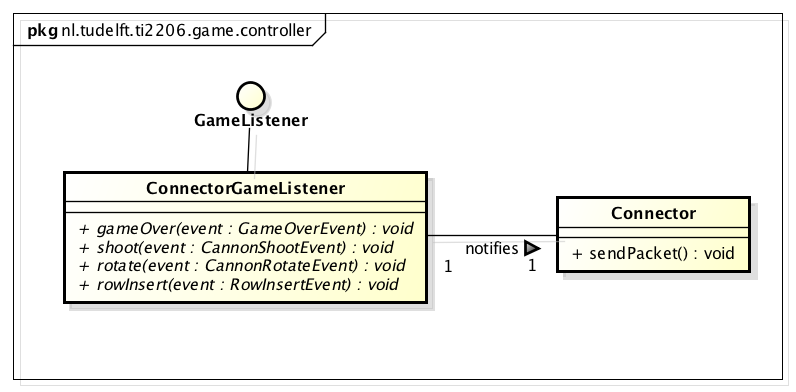 pkg nl.tudelft.ti2206.game.controller
GameListener
ConnectorGameListener
+ gameOver(event : GameOverEvent) : void
+ shoot(event : CannonShootEvent) : void
+ rotate(event : CannonRotateEvent) : void
+ rowInsert(event : RowInsertEvent) : void
notifies
1
1
Connector
+ sendPacket() : void